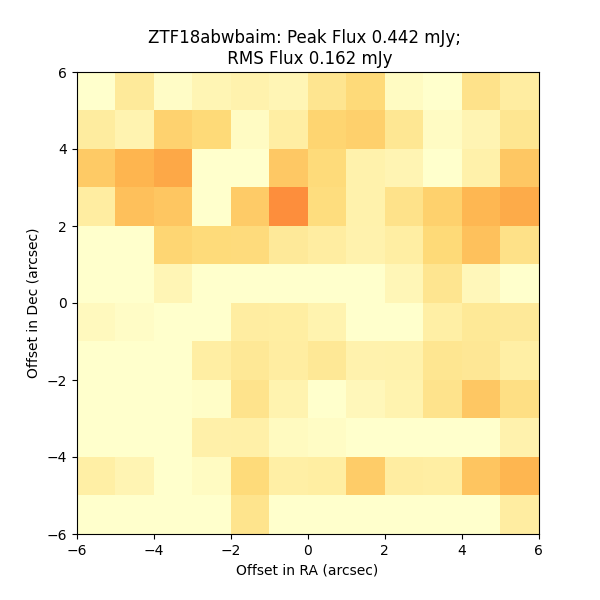 ZTF18abwbaim: Peak Flux 0.442 mJy;
RMS Flux 0.162 mJy
6
4
2
0
−2
−4
−6
Offset in Dec (arcsec)
−6 −4 −2 0 2 4 6
Offset in RA (arcsec)